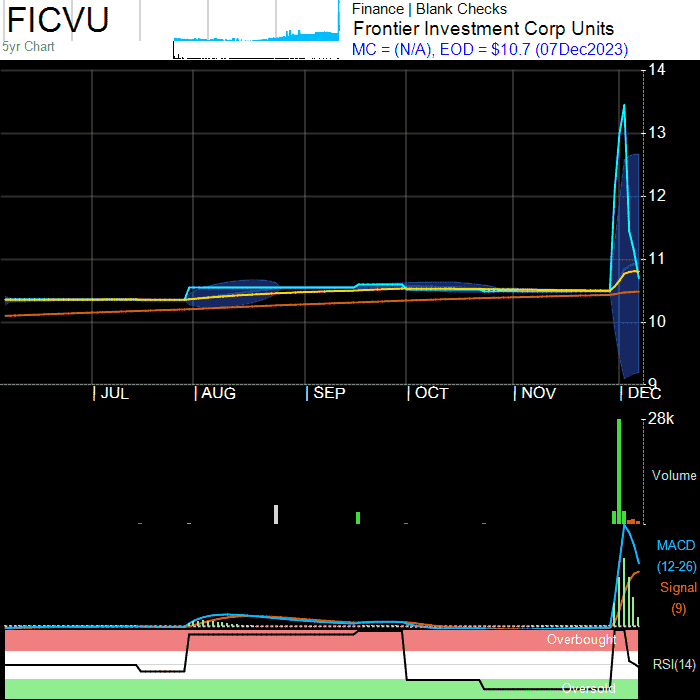 FICVU
5yr Chart
Finance | Blank Checks
Frontier Investment Corp Units
MC = (N/A), EOD = $10.7 (07Dec2023)
14
13
12
11
10
9
JUL AUG SEP OCT NOV DEC
28k
Volume
MACD
(12-26)
Signal
(9)
Overbought
RSI(14)
Oversold